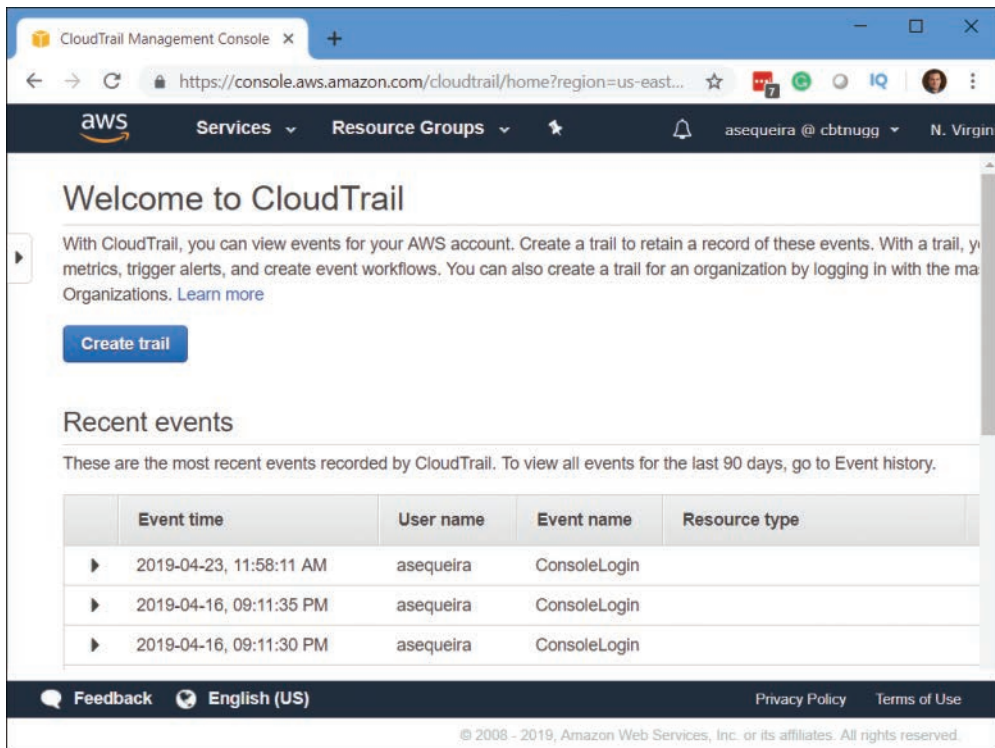 CloudTrail Management Console
https://console.aws.amazon.com/cloudtrail/home?region=us-east...
7
IQ
aws
Services
Resource Groups
asequeira @ cbtnugg
N. Virgin
Welcome to CloudTrail
With CloudTrail, you can view events for your AWS account. Create a trail to retain a record of these events. With a trail, y
metrics, trigger alerts, and create event workflows. You can also create a trail for an organization by logging in with the ma
Organizations. Learn more
Create trail
Recent events
These are the most recent events recorded by CloudTrail. To view all events for the last 90 days, go to Event history.
Event time User name Event name Resource type
2019-04-23, 11:58:11 AM asequeira ConsoleLogin
2019-04-16, 09:11:35 PM asequeira ConsoleLogin
2019-04-16, 09:11:30 PM asequeira ConsoleLogin
Feedback English (US) Privacy Policy Terms of Use
© 2008 - 2019, Amazon Web Services, Inc. or its affiliates. All rights reserved.